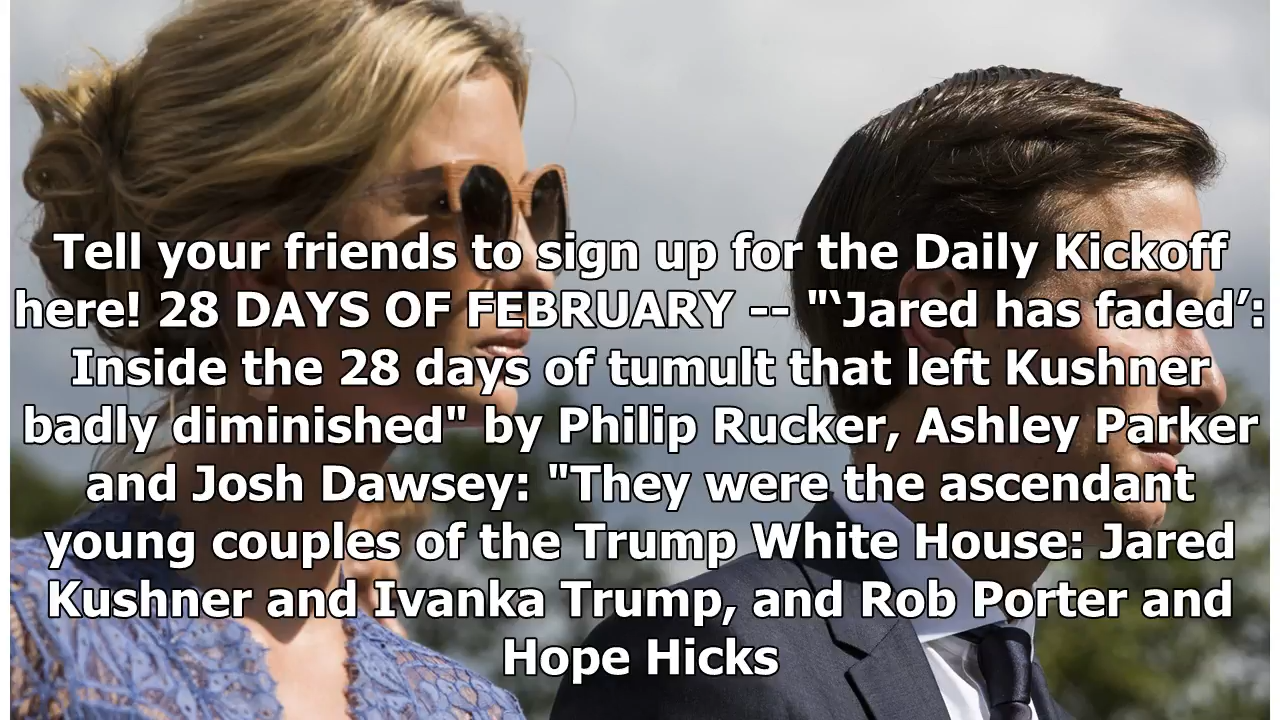 Tell your friends to sign up for the Daily Kickoff
here! 28 DAYS OF FEBRUARY -- "‘Jared has faded’:
Inside the 28 days of tumult that left Kushner
badly diminished" by Philip Rucker, Ashley Parker
and Josh Dawsey: "They were the ascendant
young couples of the Trump White House: Jared
Kushner and Ivanka Trump, and Rob Porter and
Hope Hicks